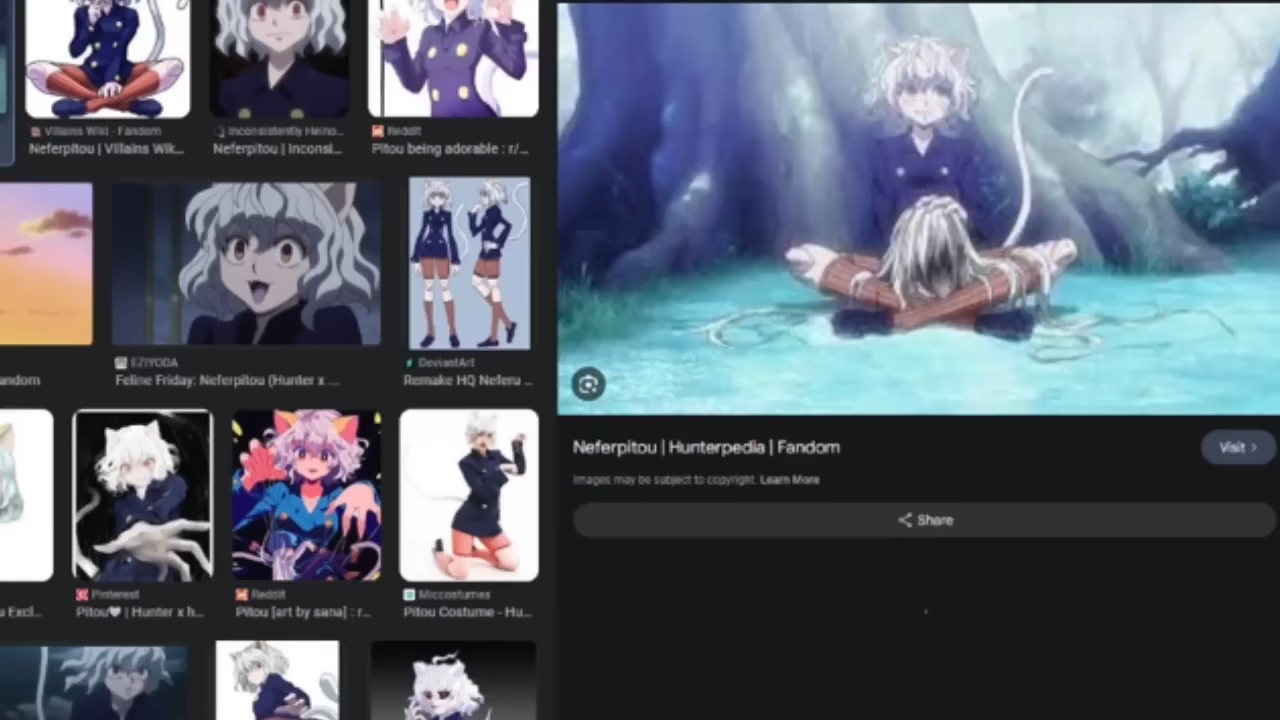 Villains Wiki - Fandom
Neferpitou | Villains Wik...
Inconsistently Heino...
Neferpitou | Inconsi...
Reddit
Pitou being adorable : r/...
andom
EZIYODA
Feline Friday: Neferpitou (Hunter x ...
DeviantArt
Remake HQ Neferu ...
u Excl...
Pinterest
Pitou🖤 | Hunter x h...
Reddit
Pitou [art by sana] : r...
Miccostumes
Pitou Costume - Hu...
Neferpitou | Hunterpedia | Fandom
Visit >
Images may be subject to copyright. Learn More
Share